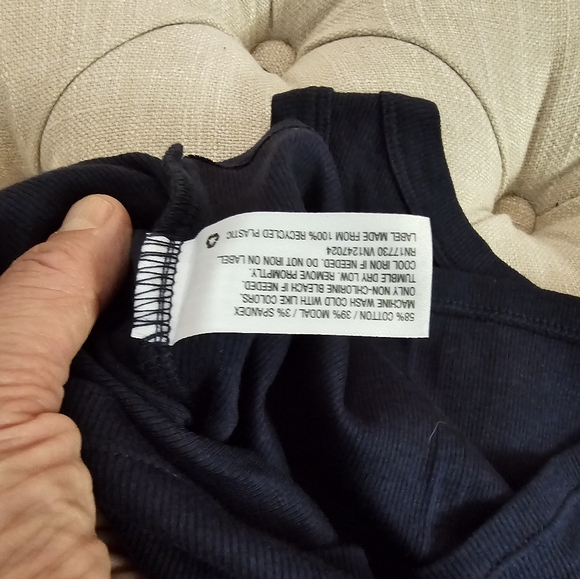 58% COTTON / 39% MODAL / 3% SPANDEX
MACHINE WASH COLD WITH LIKE COLORS.
ONLY NON-CHLORINE BLEACH IF NEEDED.
TUMBLE DRY LOW. REMOVE PROMPTLY.
COOL IRON IF NEEDED. DO NOT IRON ON LABEL.
RN17730 VN1247024
LABEL MADE FROM 100% RECYCLED PLASTIC